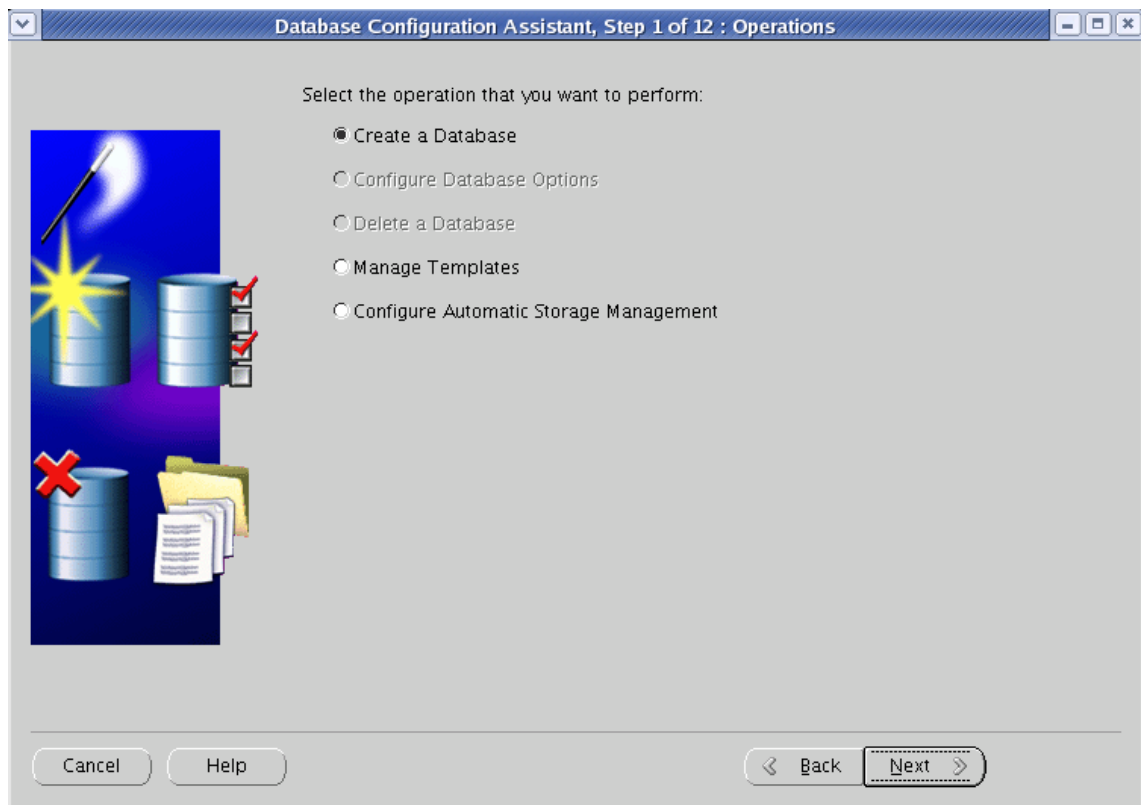 Database Configuration Assistant, Step 1 of 12 : Operations
Select the operation that you want to perform:
Create a Database
Configure Database Options
Delete a Database
Manage Templates
Configure Automatic Storage Management
Cancel
Help
Back
Next